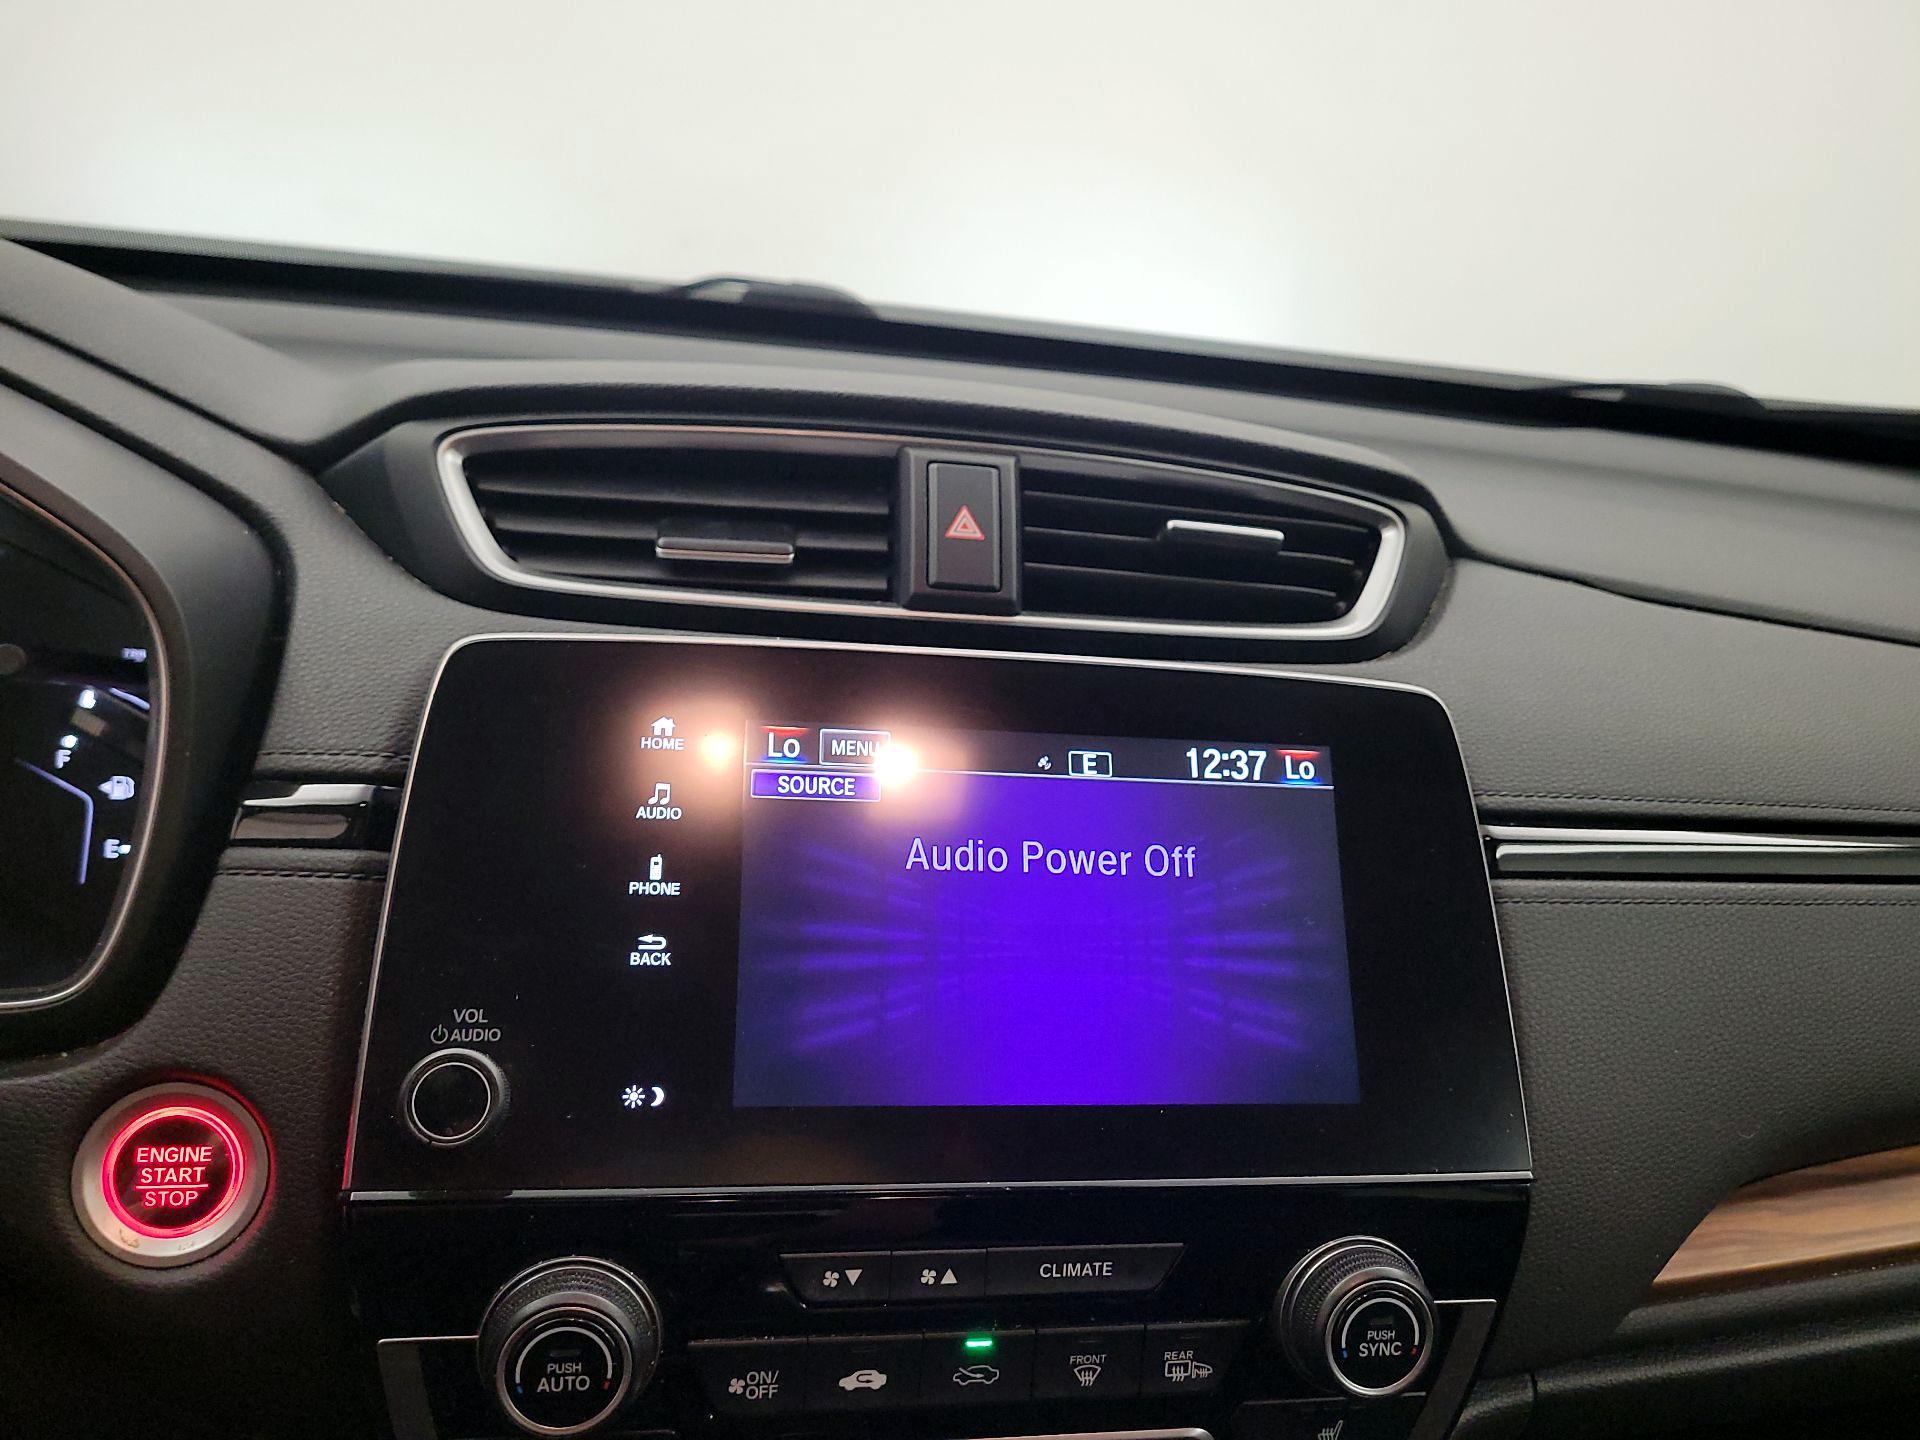 HOME
AUDIO
PHONE
BACK
Lo
MENU
E
12:37
Lo
SOURCE
Audio Power Off
F
E
VOL
AUDIO
ENGINE
START
STOP
CLIMATE
PUSH
AUTO
ON/
OFF
FRONT
REAR
PUSH
SYNC